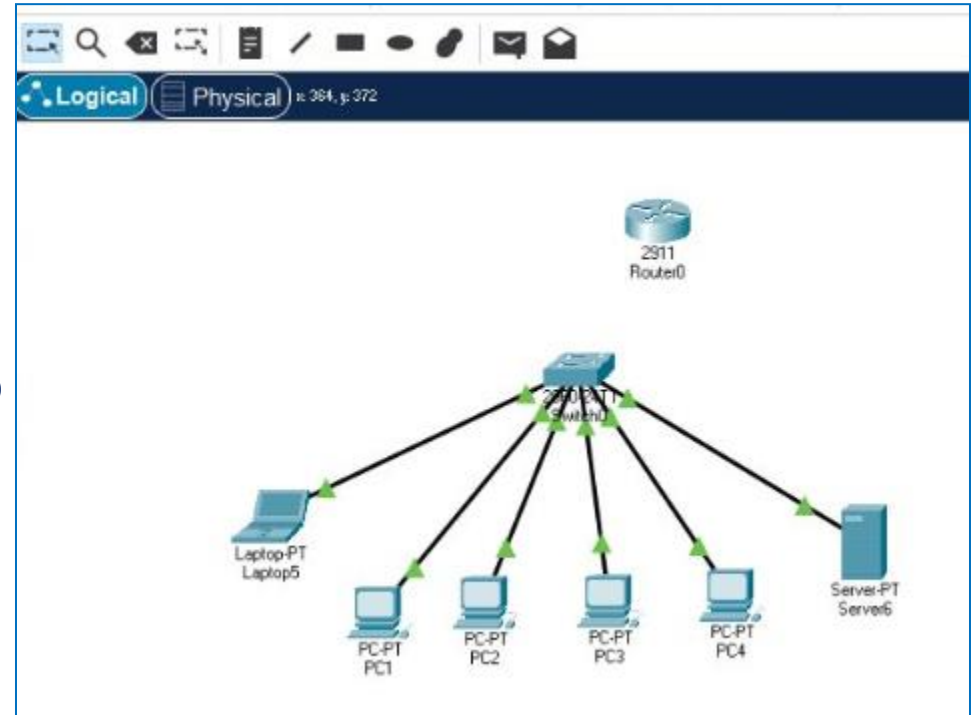 Logical Physical x: 364, y: 372
2911
Router0
Switch0
Laptop-PT
Laptop5
PC-PT
PC1
PC-PT
PC2
PC-PT
PC3
PC-PT
PC4
Server-PT
Server6